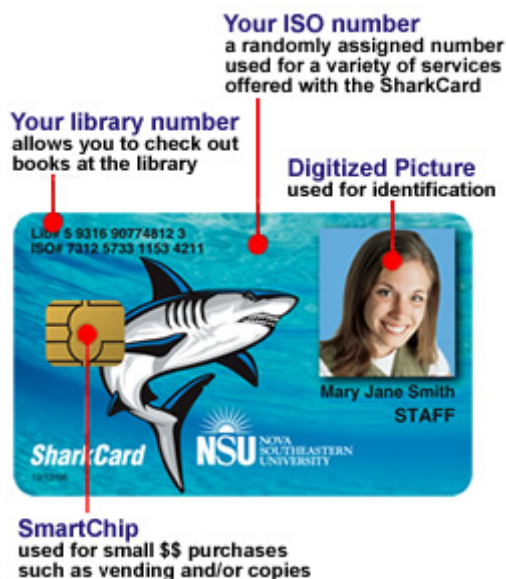 Your ISO number
a randomly assigned number
used for a variety of services
offered with the SharkCard
Your library number
allows you to check out
books at the library
Digitized Picture
used for identification
Lib# 5 9316 90774812 3
ISO# 7312 5733 1153 4211
Mary Jane Smith
STAFF
SharkCard
NSU NOVA
SOUTHEASTERN
UNIVERSITY
SmartChip
used for small $$ purchases
such as vending and/or copies